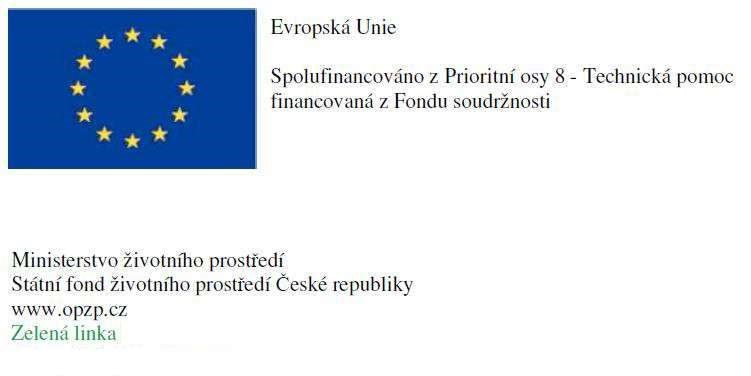 Evropská Unie
Spolufinancováno z Prioritní osy 8 - Technická pomoc
financovaná z Fondu soudržnosti
Ministerstvo životního prostředí
Státní fond životního prostředí České republiky
www.opzp.cz
Zelená linka